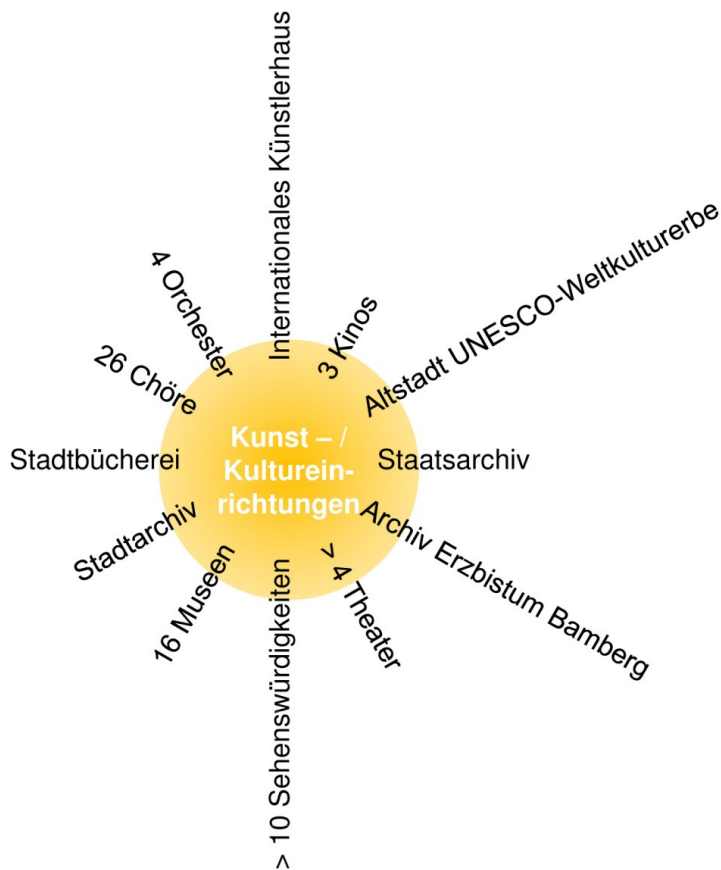 Internationales Künstlerhaus
3 Kinos
Altstadt UNESCO-Weltkulturerbe
Staatsarchiv
Archiv Erzbistum Bamberg
> 4 Theater
> 10 Sehenswürdigkeiten
16 Museen
Stadtarchiv
Stadtbücherei
26 Chöre
4 Orchester
Kunst – /
Kulturein-
richtungen